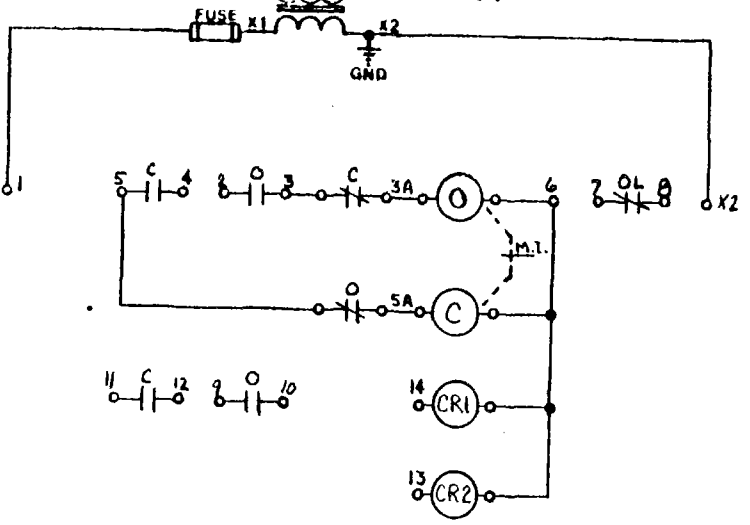 FUSE X1 X2
GND
1 5 C 4 2 O 3 C 3A O 6 7 OL 8 X2
M.I.
O 5A C
11 C 12 9 O 10 14 CR1
13 CR2